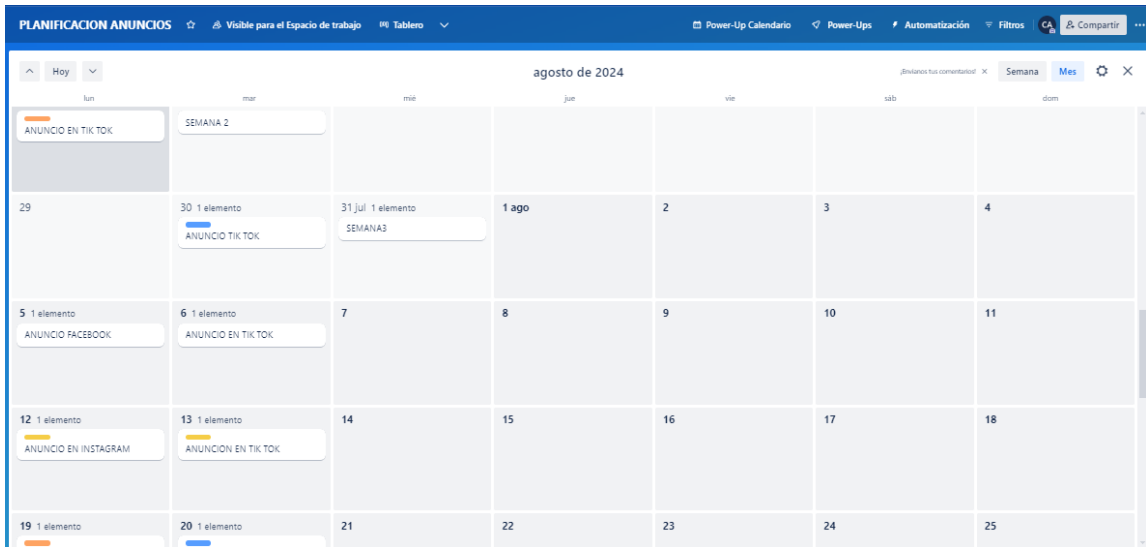 PLANIFICACION ANUNCIOS Visible para el Espacio de trabajo Tablero Power-Up Calendario Power-Ups Automatización Filtros CA Compartir
Hoy agosto de 2024 ¡Envíanos tus comentarios! Semana Mes
lun mar mié jue vie sáb dom
ANUNCIO EN TIK TOK
SEMANA 2
29 30 1 elemento 31 jul 1 elemento 1 ago 2 3 4
ANUNCIO TIK TOK
SEMANA3
5 1 elemento 6 1 elemento 7 8 9 10 11
ANUNCIO FACEBOOK ANUNCIO EN TIK TOK
12 1 elemento 13 1 elemento 14 15 16 17 18
ANUNCIO EN INSTAGRAM ANUNCION EN TIK TOK
19 1 elemento 20 1 elemento 21 22 23 24 25